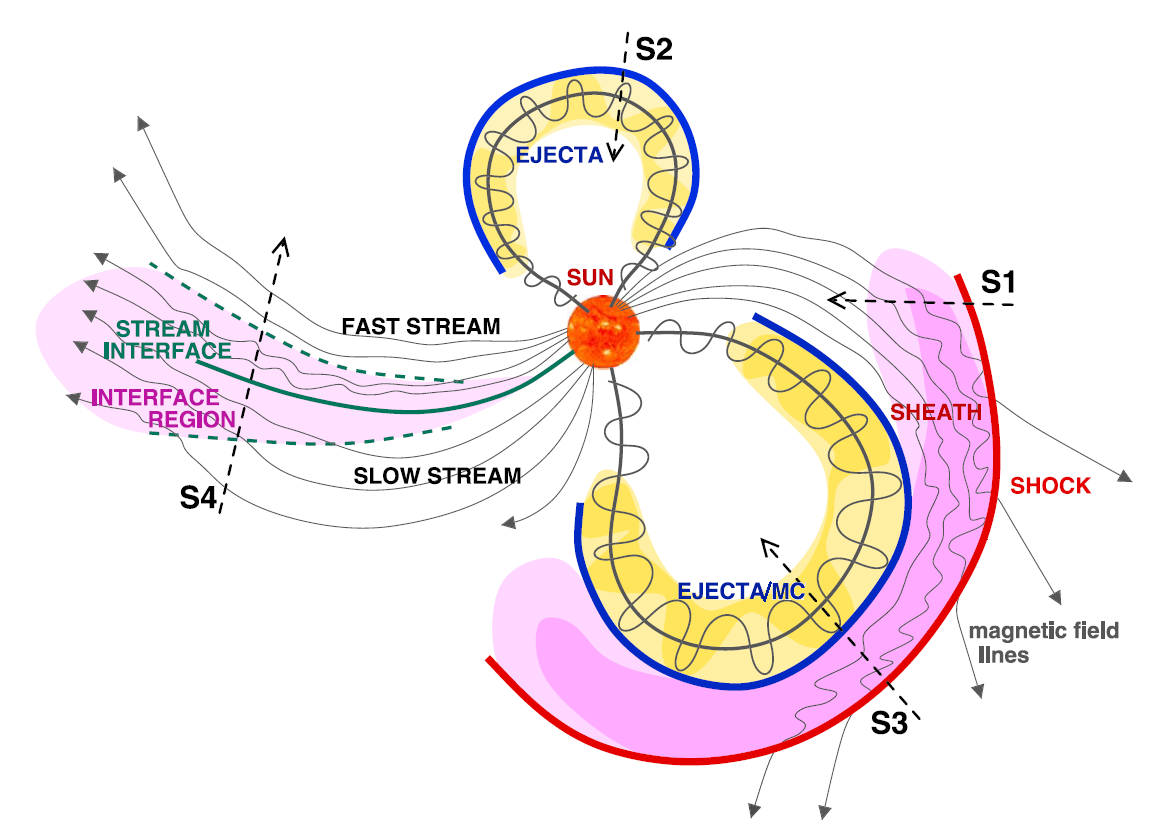 S2
EJECTA
SUN
S1
FAST STREAM
STREAM
INTERFACE
INTERFACE
REGION
SHEATH
SLOW STREAM
SHOCK
S4
EJECTA/MC
magnetic field
lInes
S3